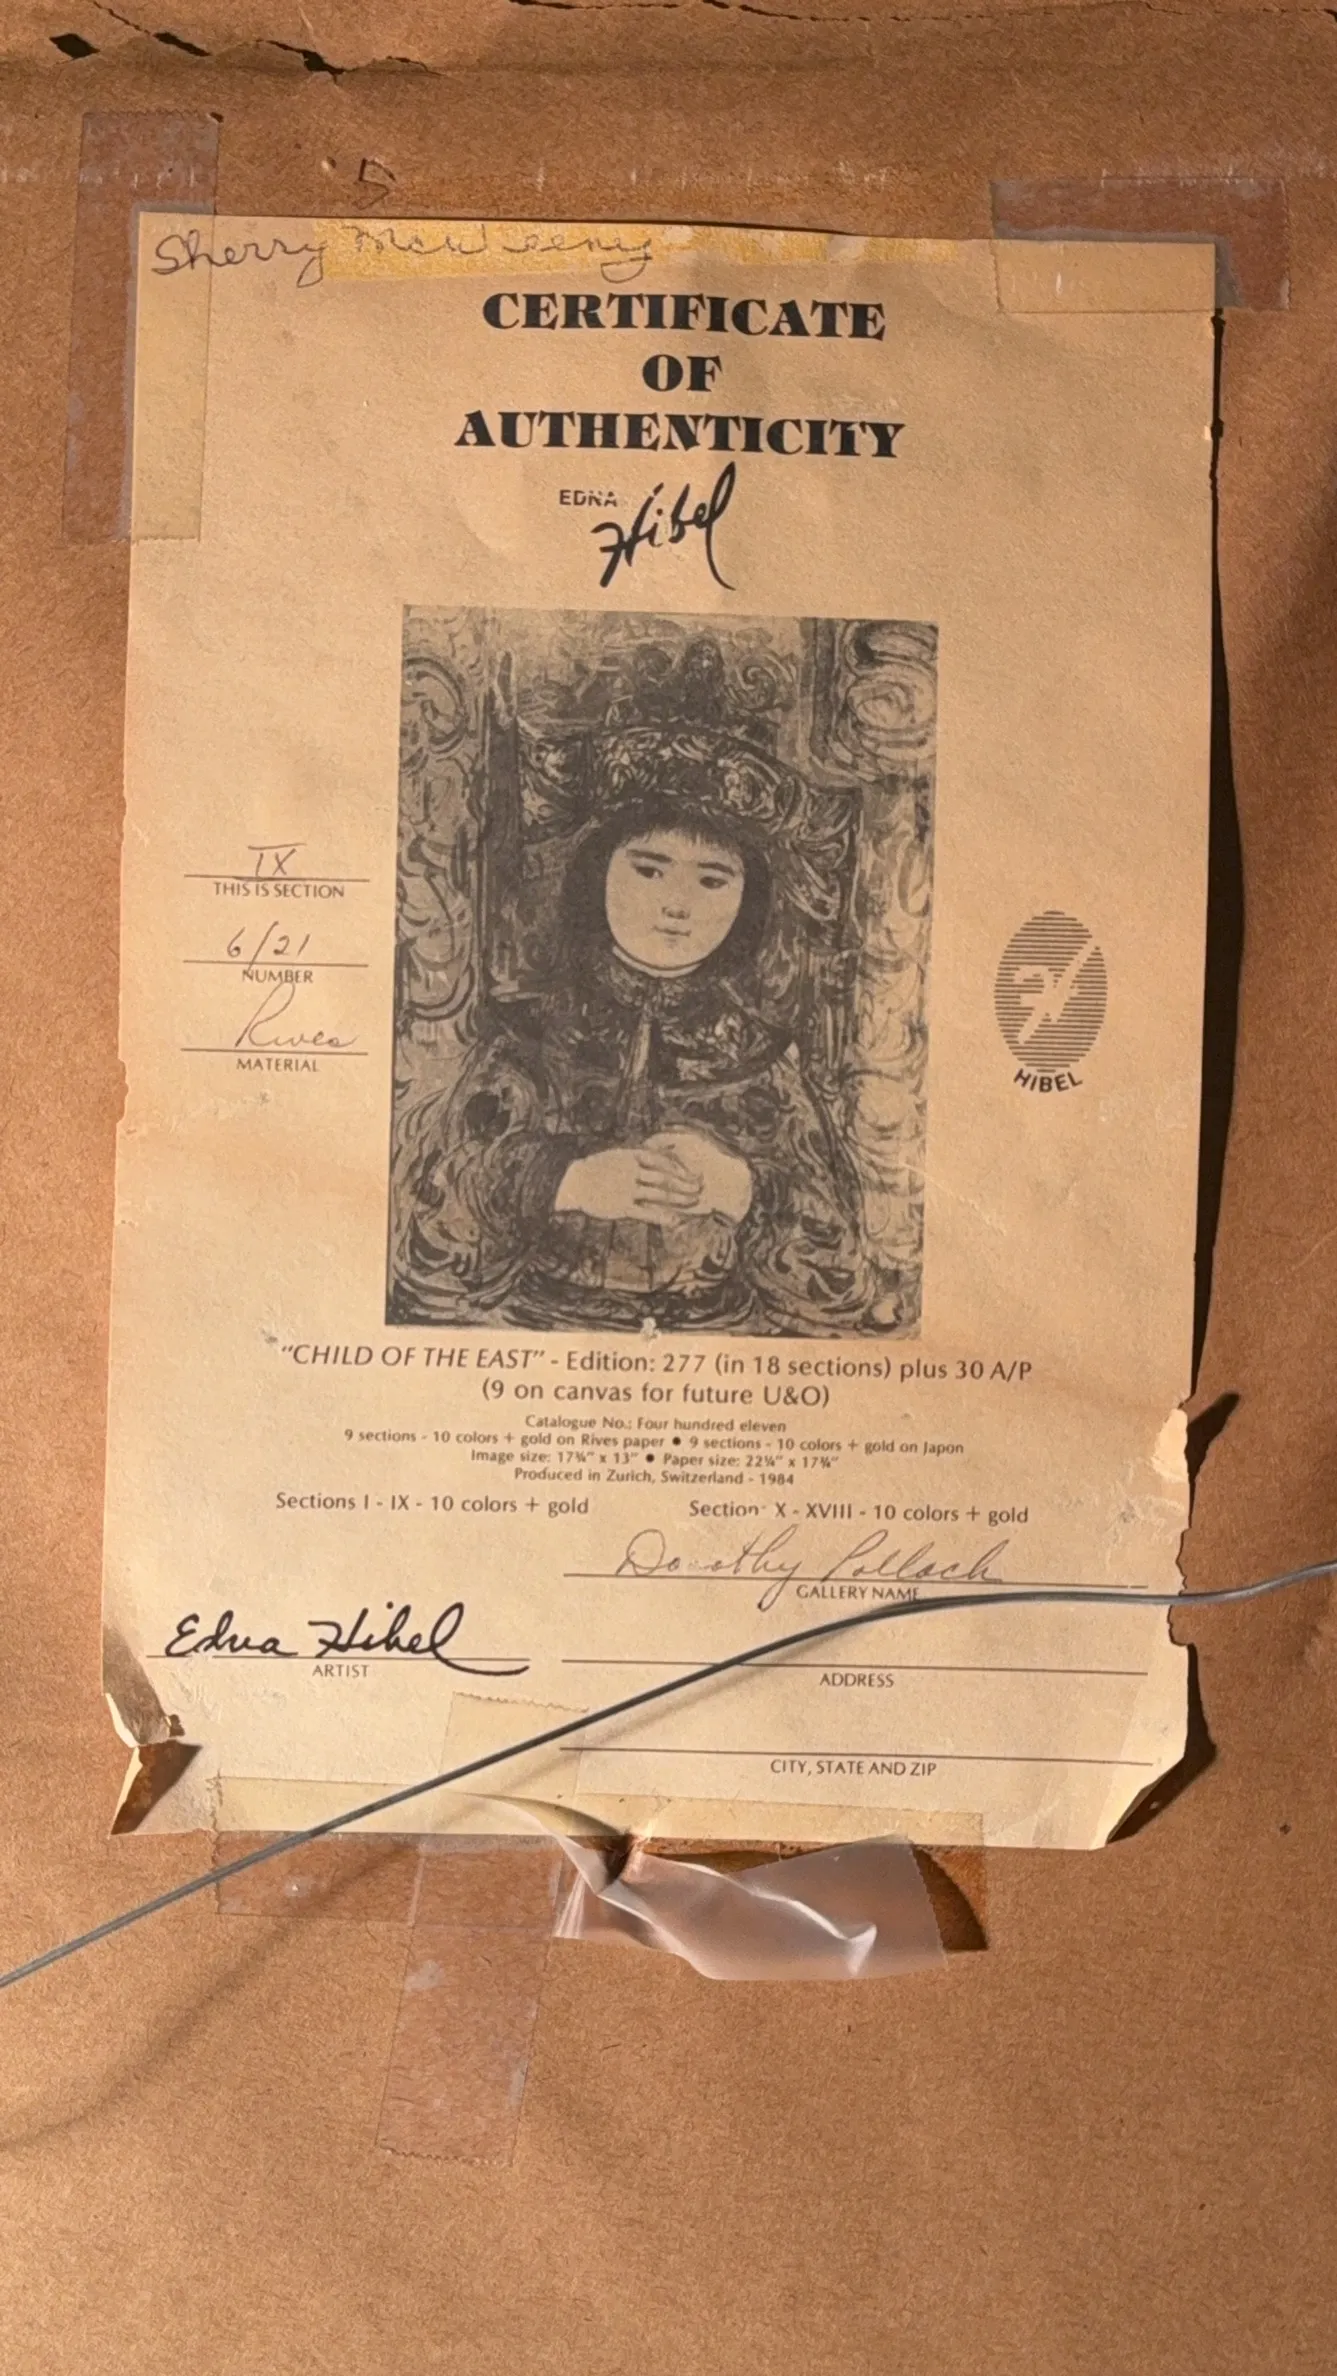 5
Sherry McWeeny
CERTIFICATE
OF
AUTHENTICITY
EDNA Hibel
IX
THIS IS SECTION
6/21
NUMBER
Rives
MATERIAL
HIBEL
"CHILD OF THE EAST" - Edition: 277 (in 18 sections) plus 30 A/P
(9 on canvas for future U&O)
Catalogue No.: Four hundred eleven
9 sections - 10 colors + gold on Rives paper • 9 sections - 10 colors + gold on Japon
Image size: 17¾" x 13" • Paper size: 22¼" x 17¾"
Produced in Zurich, Switzerland - 1984
Sections I - IX - 10 colors + gold Section X - XVIII - 10 colors + gold
Dorothy Pollack
GALLERY NAME
Edna Hibel
ARTIST
ADDRESS
CITY, STATE AND ZIP